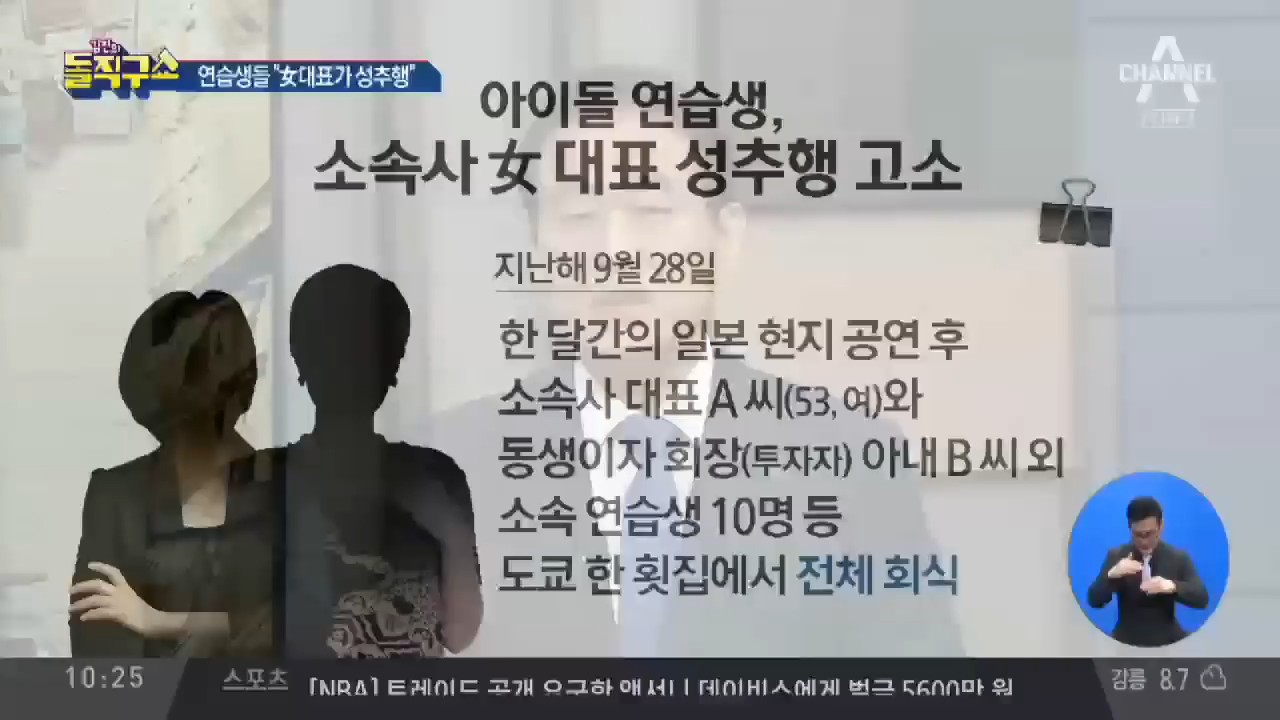 김진의
돌직구쇼
연습생들 "女대표가 성추행"
CHANNEL A
아이돌 연습생,
소속사 女 대표 성추행 고소
지난해 9월 28일
한 달간의 일본 현지 공연 후
소속사 대표 A 씨(53, 여)와
동생이자 회장(투자자) 아내 B 씨 외
소속 연습생 10명 등
도쿄 한 횟집에서 전체 회식
10:25
스포츠
[NBA] 트레이드 공개 요구한 앤서니 데이비스에게 벌금 5600만 원
강릉 8.7